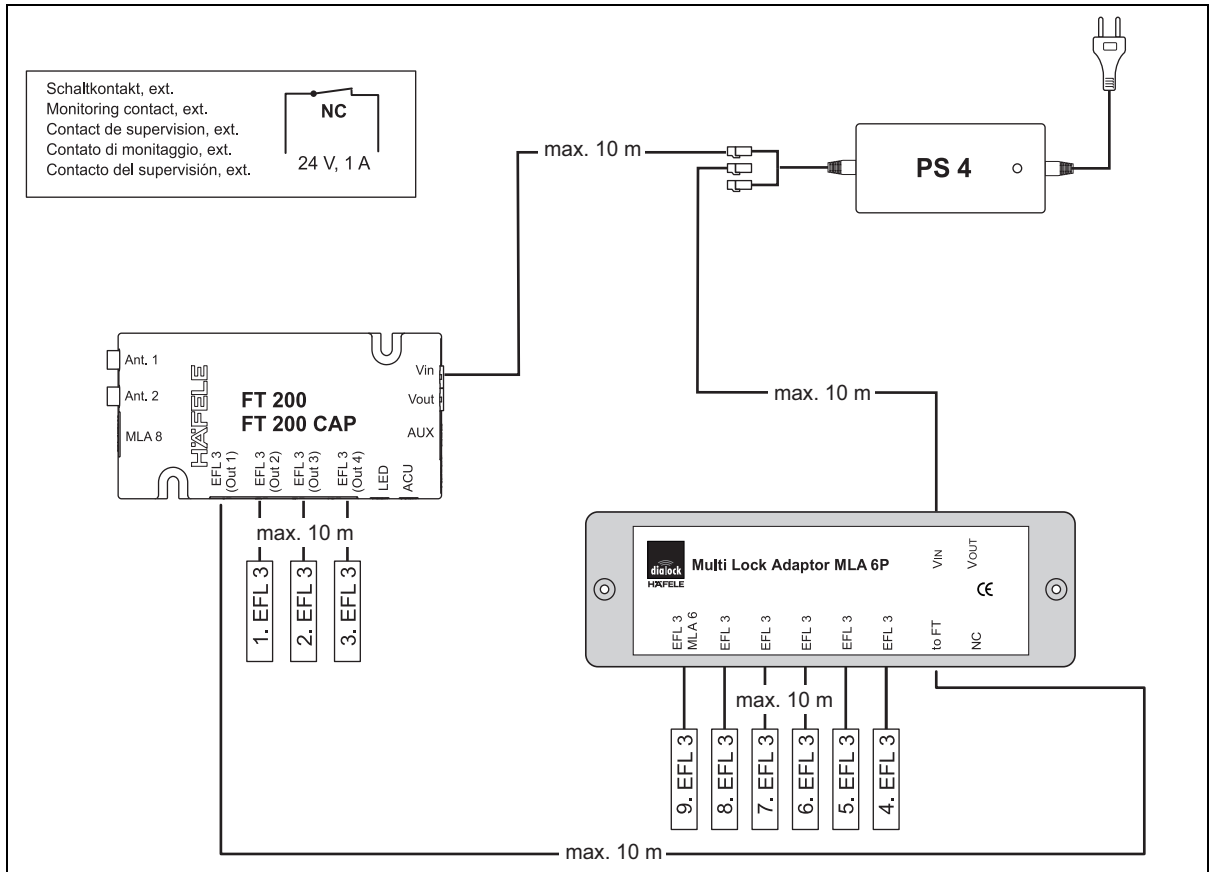 Schaltkontakt, ext.
Monitoring contact, ext.
Contact de supervision, ext.
Contato di monitaggio, ext.
Contacto del supervisión, ext.
NC
24 V, 1 A
max. 10 m
PS 4
max. 10 m
Ant. 1
Ant. 2
MLA 8
HÄFELE
FT 200
FT 200 CAP
Vin
Vout
AUX
EFL 3
(Out 1)
EFL 3
(Out 2)
EFL 3
(Out 3)
EFL 3
(Out 4)
LED
ACU
max. 10 m
1. EFL 3
2. EFL 3
3. EFL 3
dialock
HÄFELE
Multi Lock Adaptor MLA 6P
VIN
VOUT
CE
EFL 3
MLA 6
EFL 3
EFL 3
EFL 3
EFL 3
EFL 3
to FT
NC
max. 10 m
9. EFL 3
8. EFL 3
7. EFL 3
6. EFL 3
5. EFL 3
4. EFL 3
max. 10 m